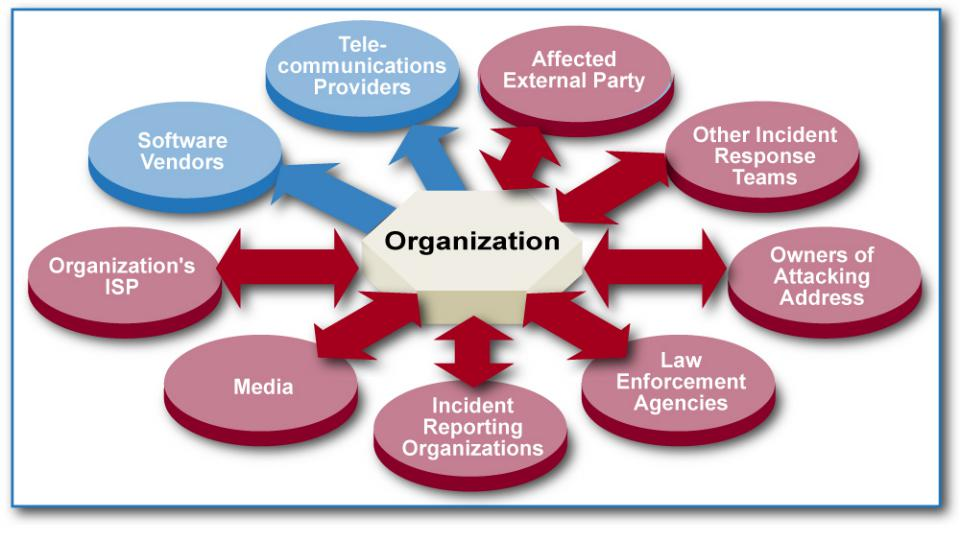 Tele-
communications
Providers
Affected
External Party
Software
Vendors
Other Incident
Response
Teams
Organization
Organization's
ISP
Owners of
Attacking
Address
Media
Incident
Reporting
Organizations
Law
Enforcement
Agencies